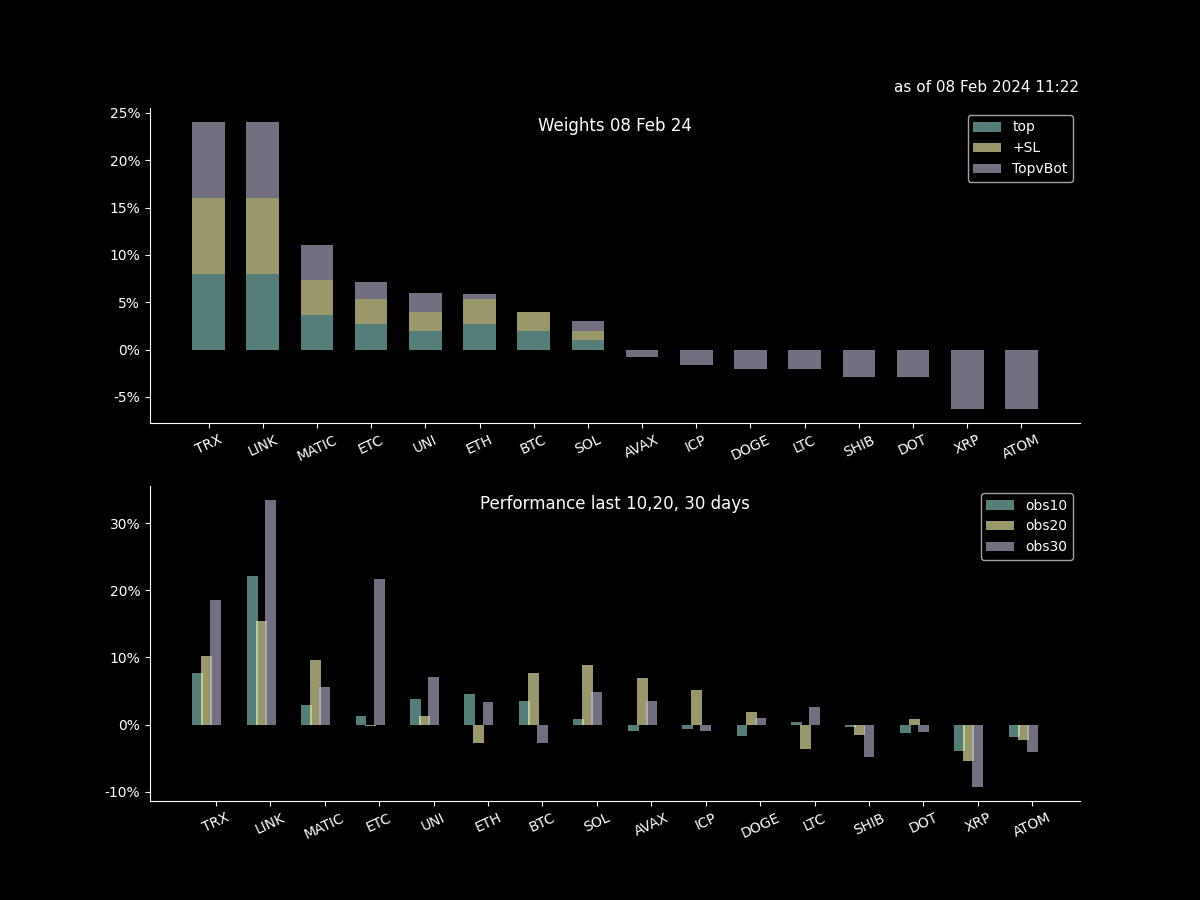 as of 08 Feb 2024 11:22
Weights 08 Feb 24
25%
20%
15%
10%
5%
0%
-5%
top
+SL
TopvBot
TRX LINK MATIC ETC UNI ETH BTC SOL AVAX ICP DOGE LTC SHIB DOT XRP ATOM
Performance last 10,20, 30 days
30%
20%
10%
0%
-10%
obs10
obs20
obs30
TRX LINK MATIC ETC UNI ETH BTC SOL AVAX ICP DOGE LTC SHIB DOT XRP ATOM